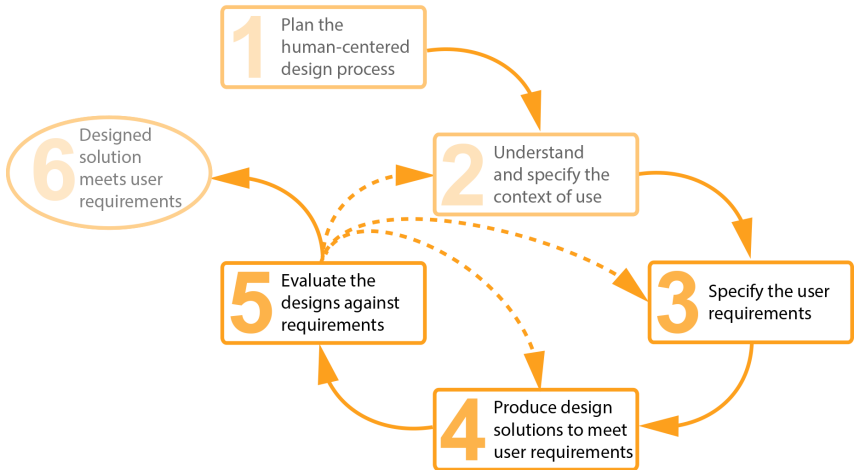 1
Plan the
human-centered
design process
2
Understand
and specify the
context of use
3
Specify the user
requirements
4
Produce design
solutions to meet
user requirements
5
Evaluate the
designs against
requirements
6
Designed
solution
meets user
requirements